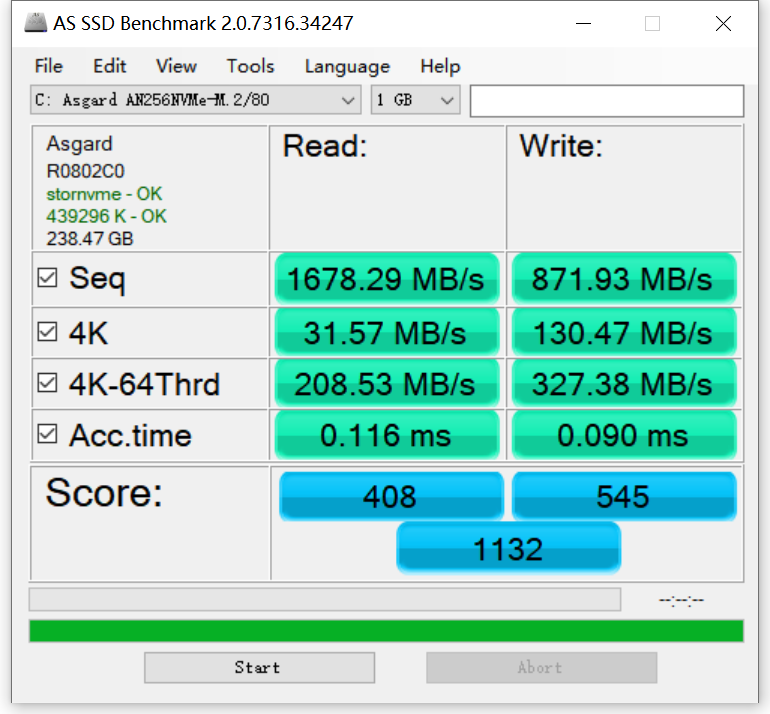 AS SSD Benchmark 2.0.7316.34247
File Edit View Tools Language Help
C: Asgard AN256NVMe-M.2/80 1 GB
Asgard
R0802C0
stornvme - OK
439296 K - OK
238.47 GB
Read: Write:
Seq 1678.29 MB/s 871.93 MB/s
4K 31.57 MB/s 130.47 MB/s
4K-64Thrd 208.53 MB/s 327.38 MB/s
Acc.time 0.116 ms 0.090 ms
Score: 408 545
1132
--:--:--
Start Abort